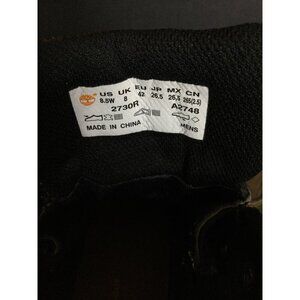 US UK EU JP MX CN
8.5W 8 42 26.5 26.5 265(2.5)
2730R A2748
MADE IN CHINA MENS